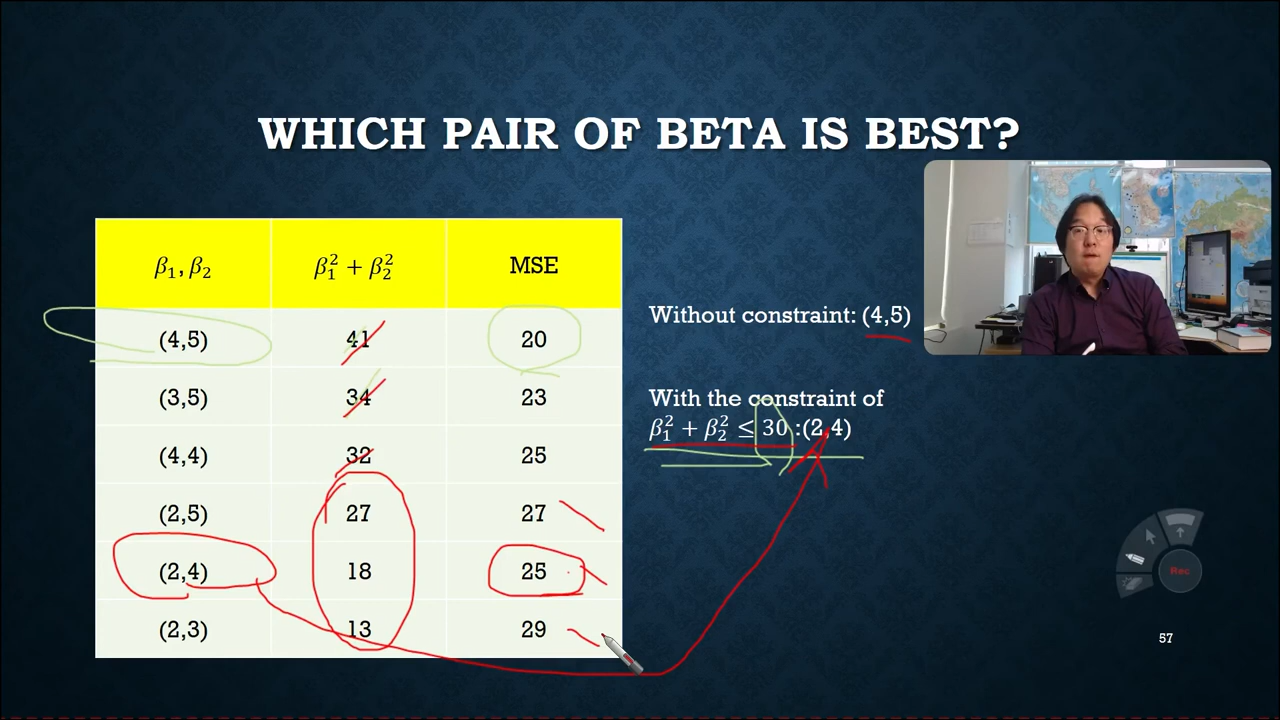 WHICH PAIR OF BETA IS BEST?
β₁, β₂ β₁² + β₂² MSE
(4,5) 41 20
(3,5) 34 23
(4,4) 32 25
(2,5) 27 27
(2,4) 18 25
(2,3) 13 29
Without constraint: (4,5)
With the constraint of
β₁² + β₂² ≤ 30 :(2,4)
Rec
57